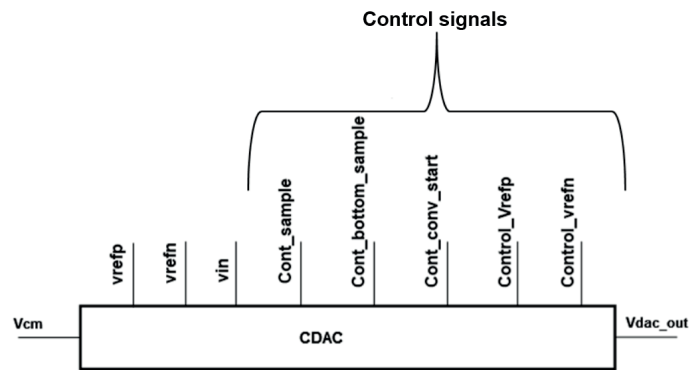 Control signals
vrefp
vrefn
vin
Cont_sample
Cont_bottom_sample
Cont_conv_start
Control_Vrefp
Control_vrefn
Vcm
CDAC
Vdac_out